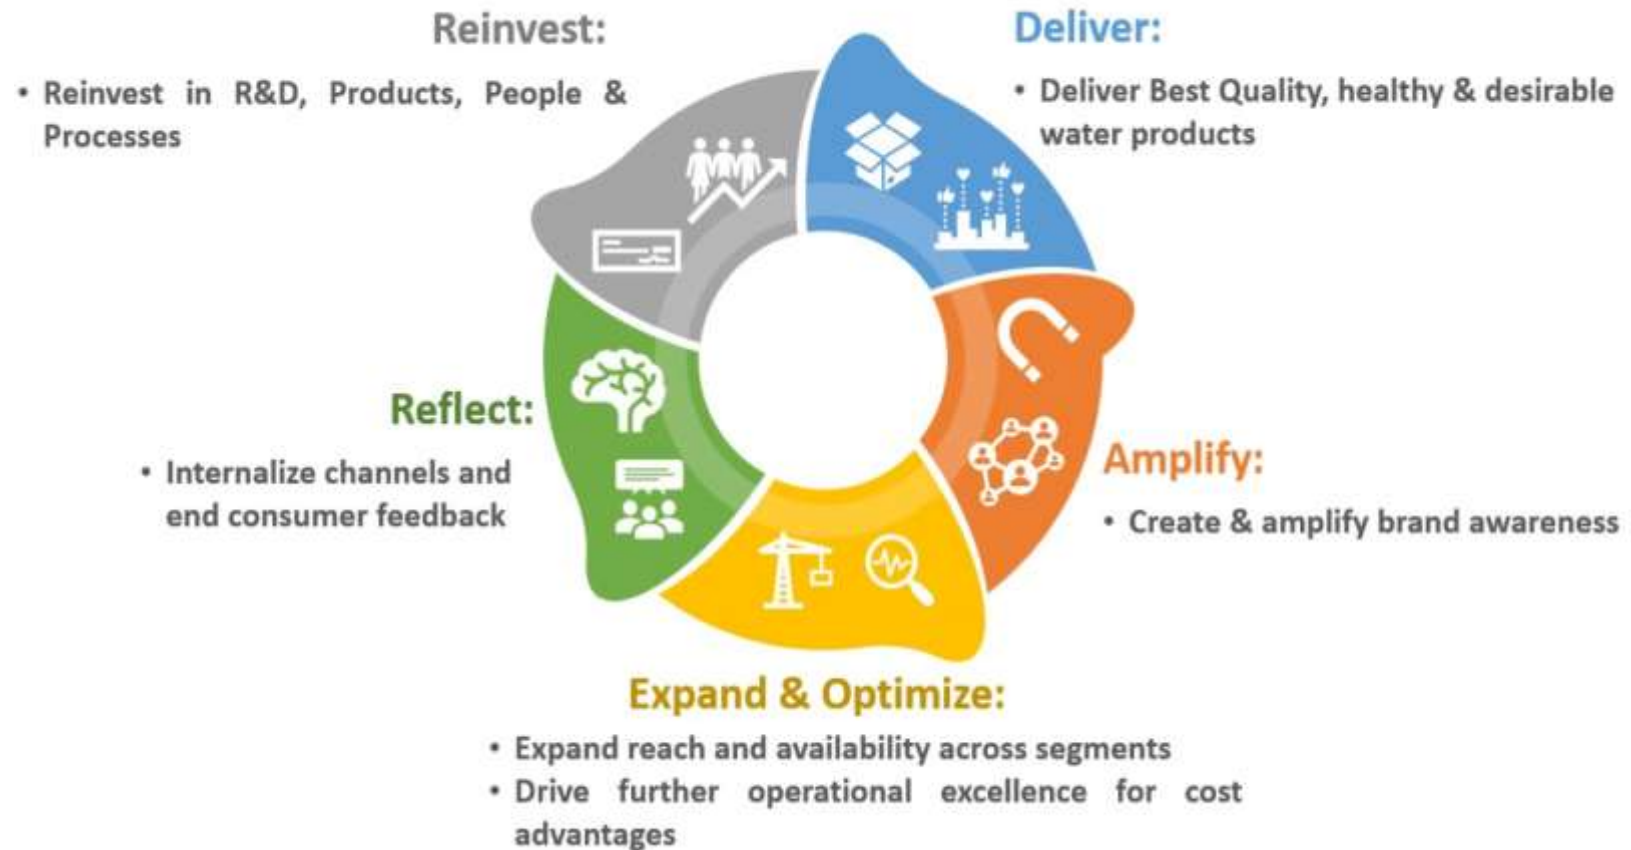 Reinvest:
• Reinvest in R&D, Products, People &
Processes
Deliver:
• Deliver Best Quality, healthy & desirable
water products
Reflect:
• Internalize channels and
end consumer feedback
Amplify:
• Create & amplify brand awareness
Expand & Optimize:
• Expand reach and availability across segments
• Drive further operational excellence for cost
advantages